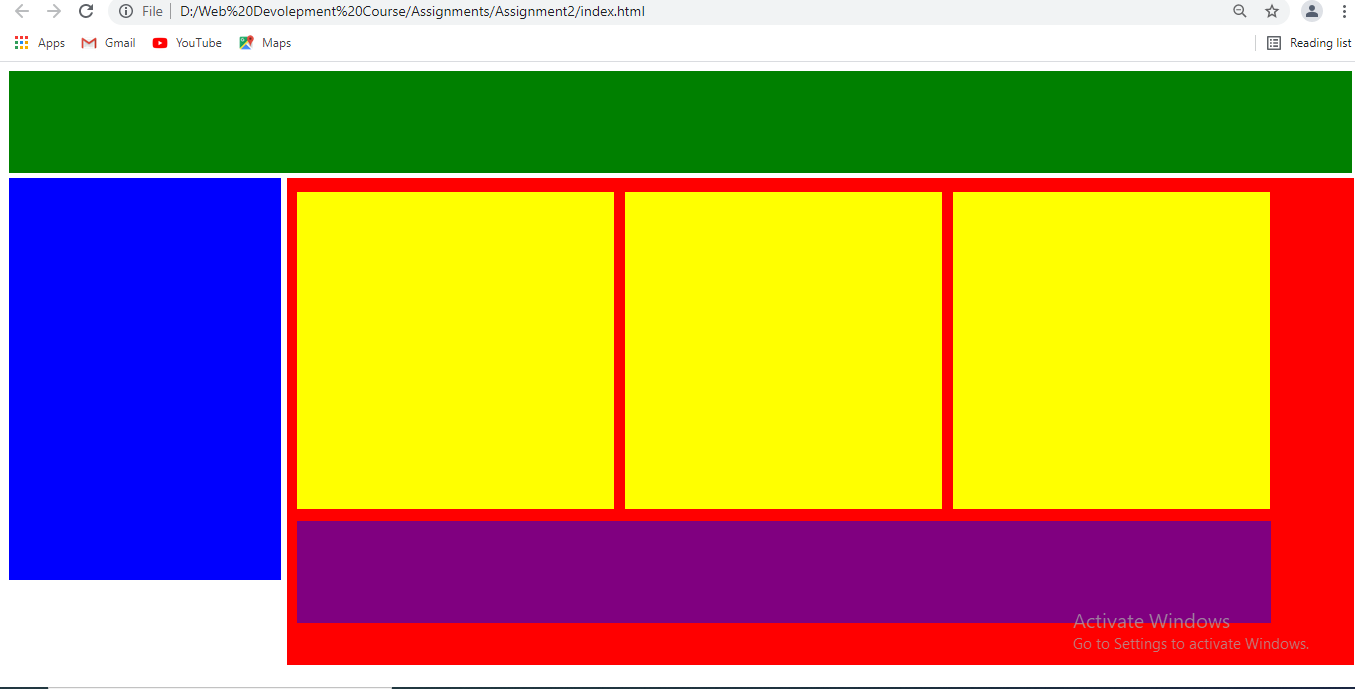 File D:/Web%20Devolepment%20Course/Assignments/Assignment2/index.html
Apps Gmail YouTube Maps Reading list
Activate Windows
Go to Settings to activate Windows.